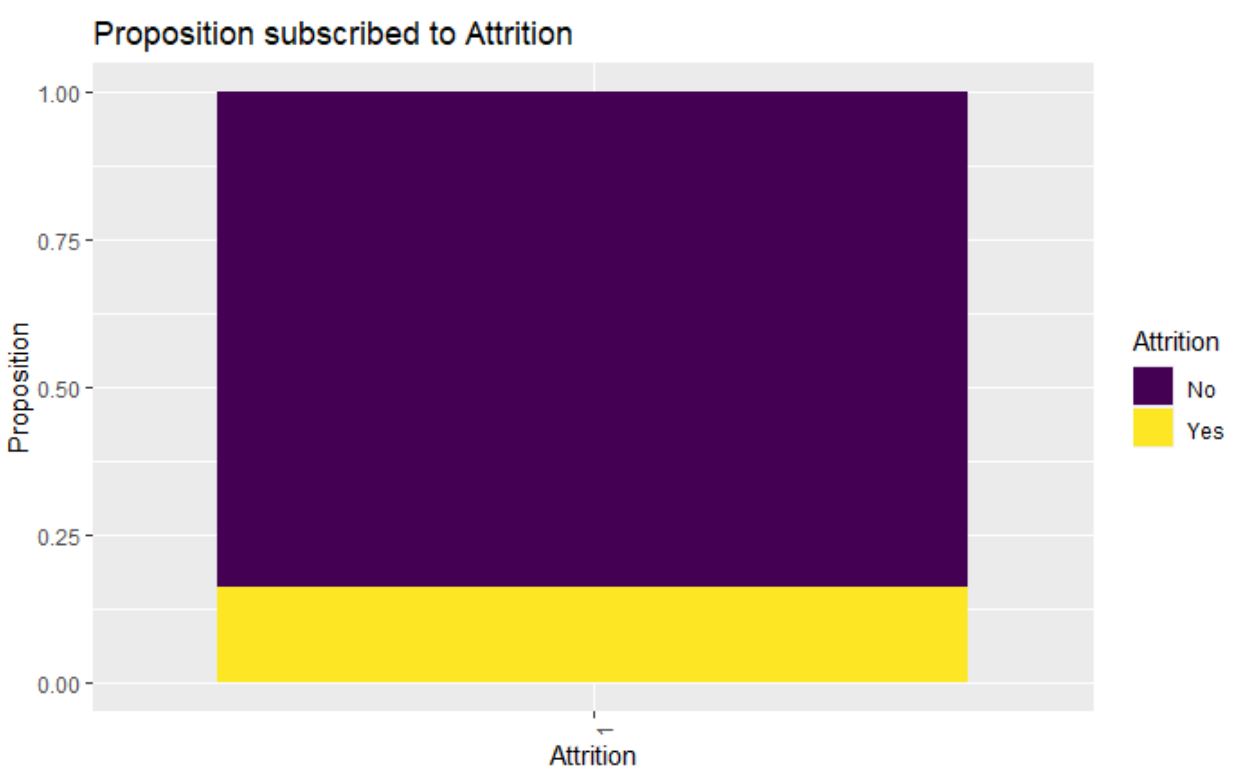 Proposition subscribed to Attrition
1.00
0.75
0.50
0.25
0.00
Proposition
1
Attrition
Attrition
No
Yes